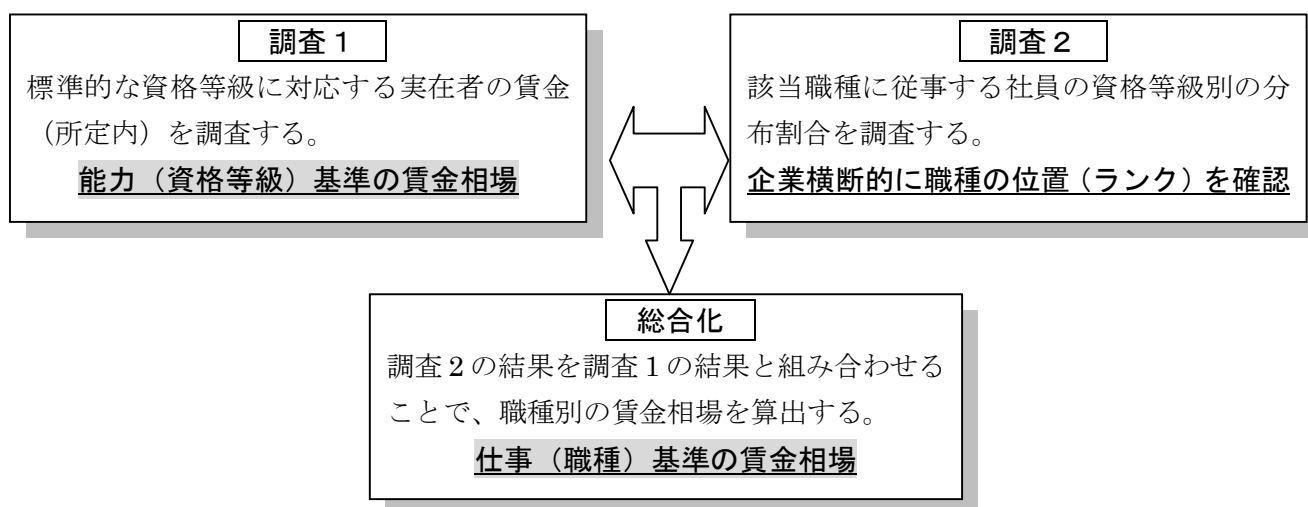 調査1
標準的な資格等級に対応する実在者の賃金
（所定内）を調査する。
能力（資格等級）基準の賃金相場
調査2
該当職種に従事する社員の資格等級別の分
布割合を調査する。
企業横断的に職種の位置（ランク）を確認
総合化
調査2の結果を調査1の結果と組み合わせる
ことで、職種別の賃金相場を算出する。
仕事（職種）基準の賃金相場